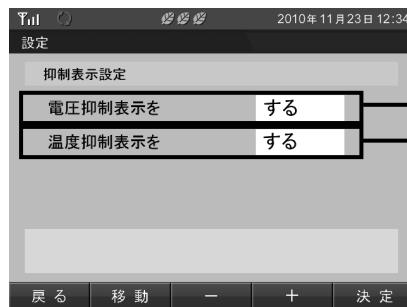 2010年11月23日 12:34
設定
抑制表示設定
電圧抑制表示を する
温度抑制表示を する
戻る 移動 − ＋ 決定